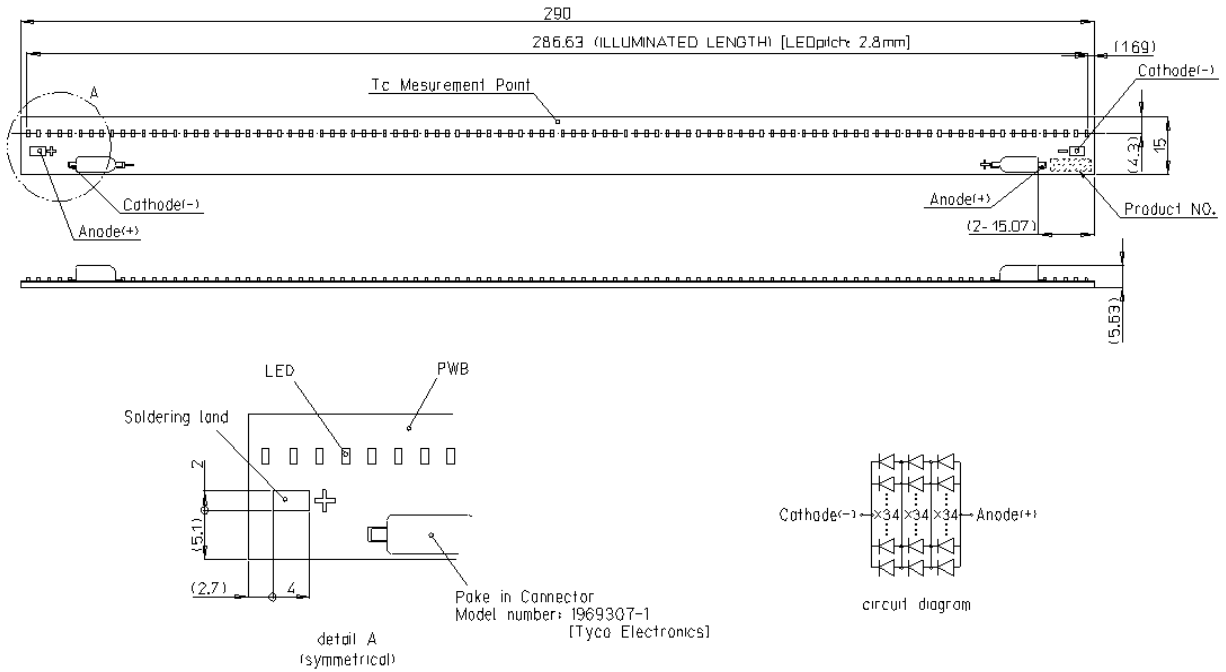 290
286.63 (ILLUMINATED LENGTH) [LEDpitch: 2.8mm]
(169)
Cathode(-)
Tc Mesurement Point
A
(4.3)
15
Cathode(-)
Anode(+)
Anode(+)
Product NO.
(2-15.07)
(5.63)
LED
PWB
Soldering land
2
(5.1)
(2.7)
4
Poke in Connector
Model number: 1969307-1
[Tyco Electronics]
detail A
(symmetrical)
Cathode(-)
×34 ×34 ×34
Anode(+)
circuit diagram